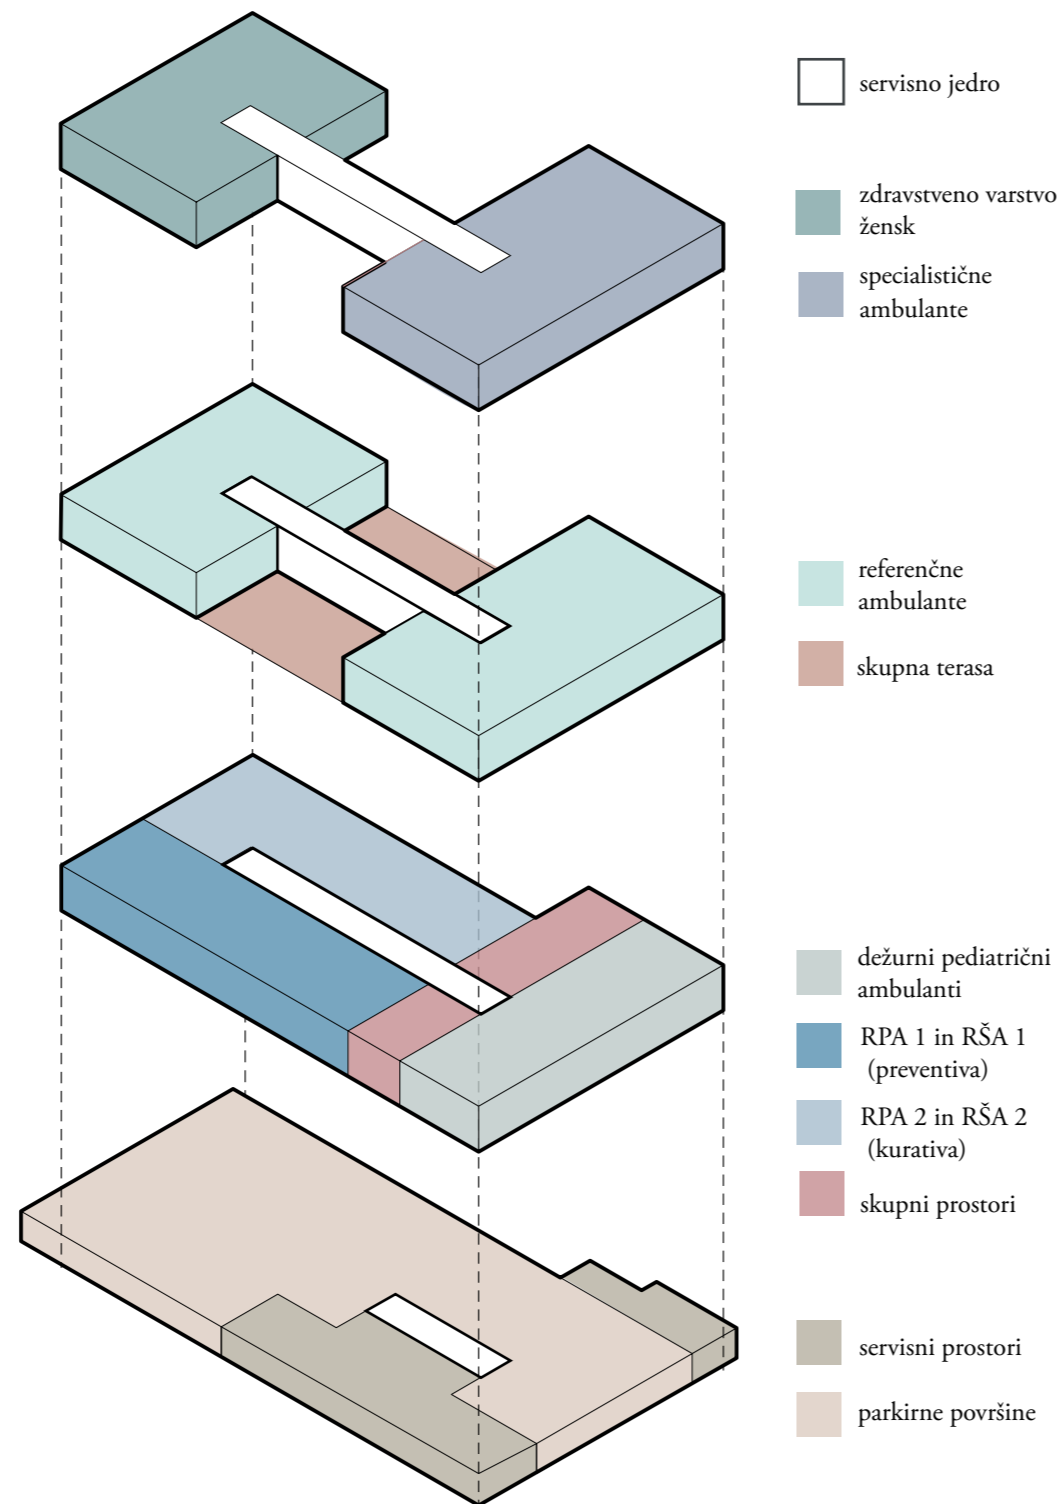 servisno jedro
zdravstveno varstvo
žensk
specialistične
ambulante
referenčne
ambulante
skupna terasa
dežurni pediatrični
ambulanti
RPA 1 in RŠA 1
(preventiva)
RPA 2 in RŠA 2
(kurativa)
skupni prostori
servisni prostori
parkirne površine